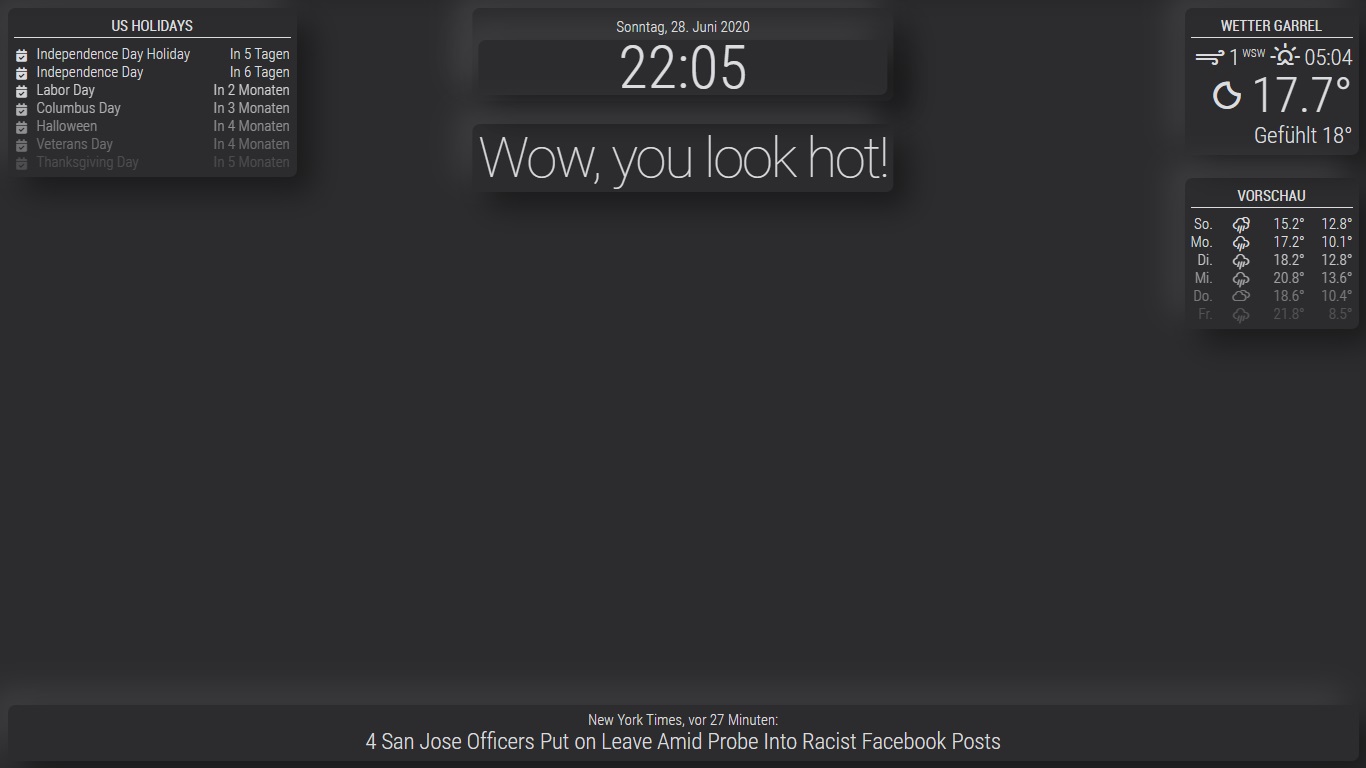 US HOLIDAYS
Independence Day Holiday In 5 Tagen
Independence Day In 6 Tagen
Labor Day In 2 Monaten
Columbus Day In 3 Monaten
Halloween In 4 Monaten
Veterans Day In 4 Monaten
Thanksgiving Day In 5 Monaten
Sonntag, 28. Juni 2020
22:05
Wow, you look hot!
WETTER GARREL
1 WSW 05:04
17.7°
Gefühlt 18°
VORSCHAU
So. 15.2° 12.8°
Mo. 17.2° 10.1°
Di. 18.2° 12.8°
Mi. 20.8° 13.6°
Do. 18.6° 10.4°
Fr. 21.8° 8.5°
New York Times, vor 27 Minuten:
4 San Jose Officers Put on Leave Amid Probe Into Racist Facebook Posts